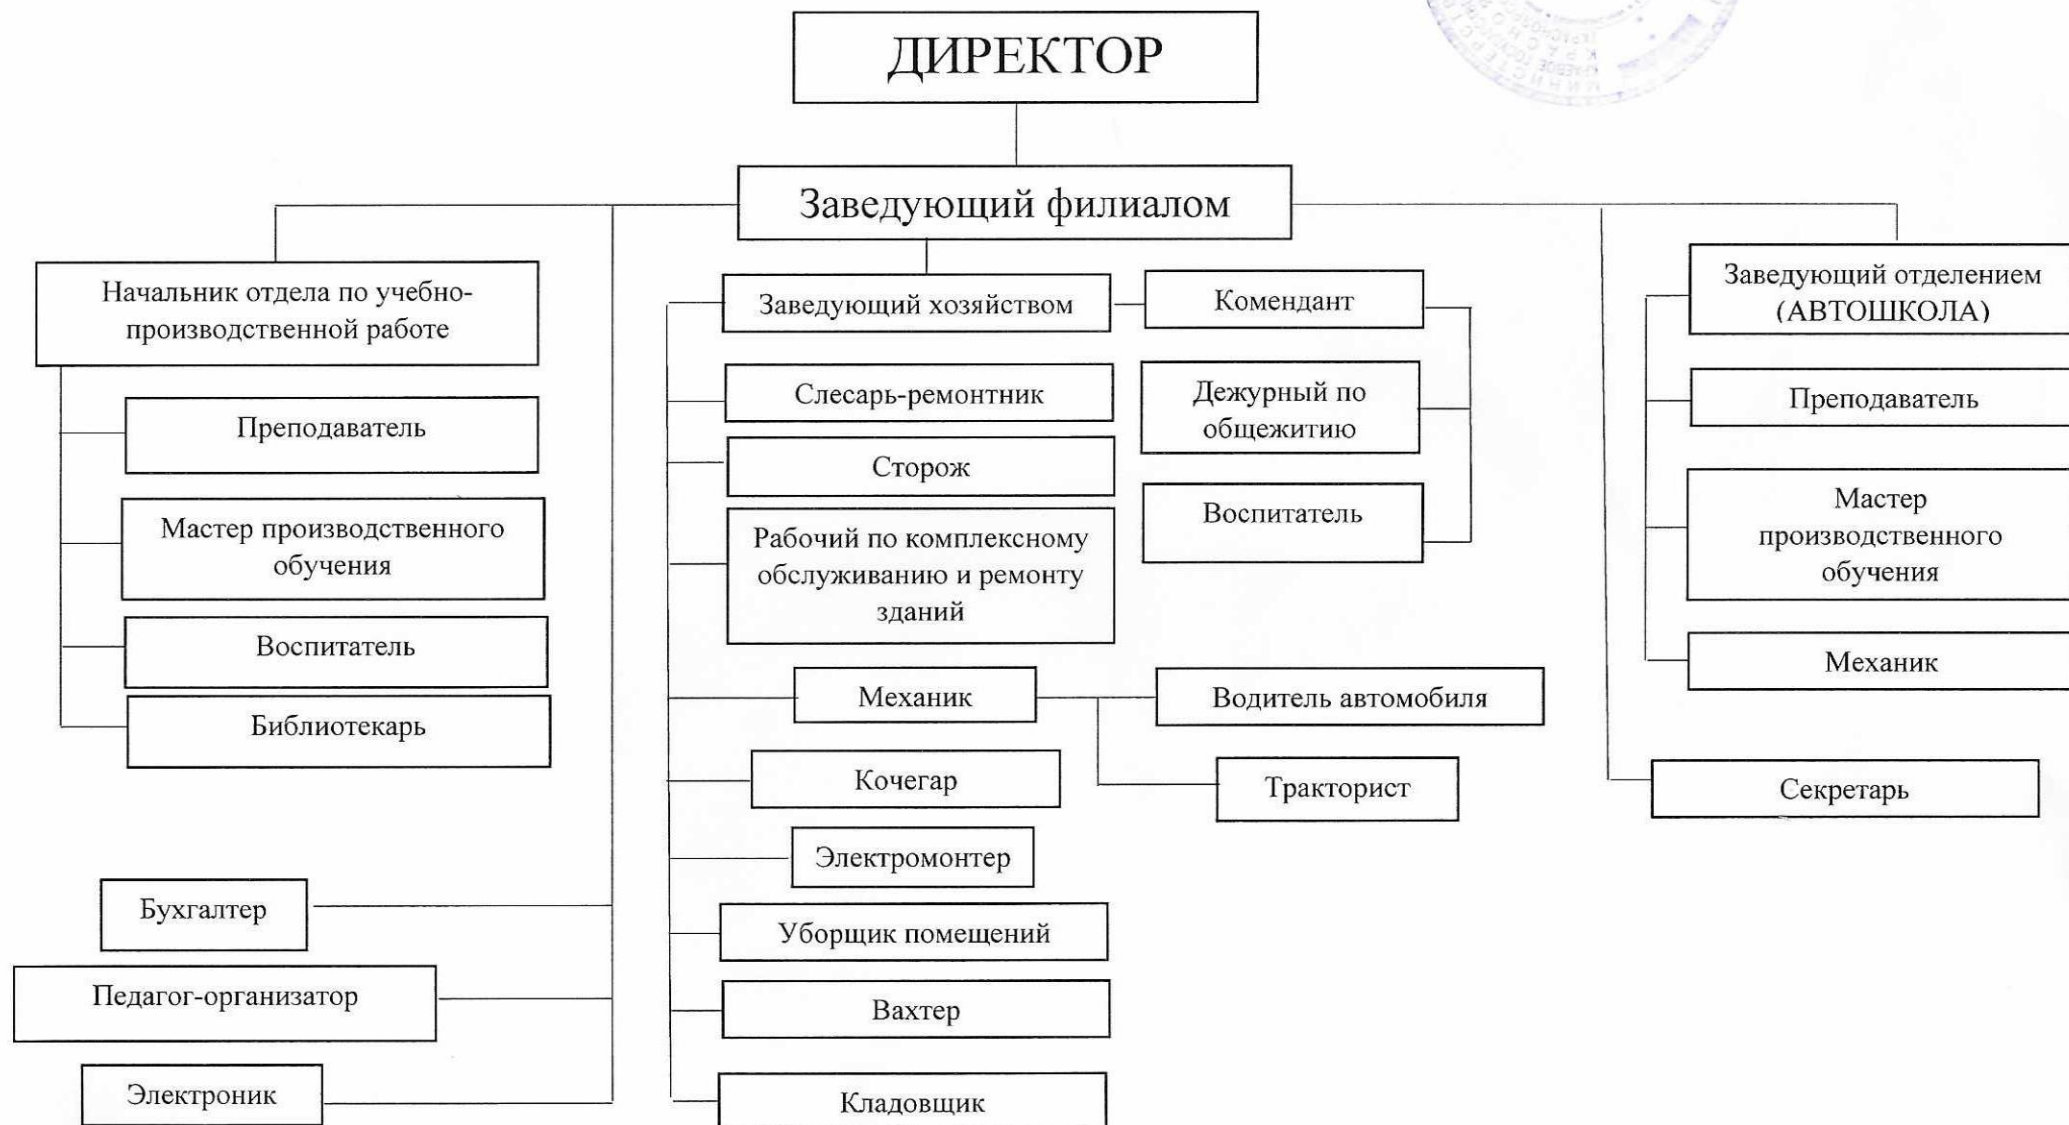 ДИРЕКТОР
Заведующий филиалом
Начальник отдела по учебно-
производственной работе
Преподаватель
Мастер производственного
обучения
Воспитатель
Библиотекарь
Бухгалтер
Педагог-организатор
Электроник
Заведующий хозяйством
Слесарь-ремонтник
Сторож
Рабочий по комплексному
обслуживанию и ремонту
зданий
Механик
Кочегар
Электромонтер
Уборщик помещений
Вахтер
Кладовщик
Комендант
Дежурный по
общежитию
Воспитатель
Водитель автомобиля
Тракторист
Заведующий отделением
(АВТОШКОЛА)
Преподаватель
Мастер
производственного
обучения
Механик
Секретарь